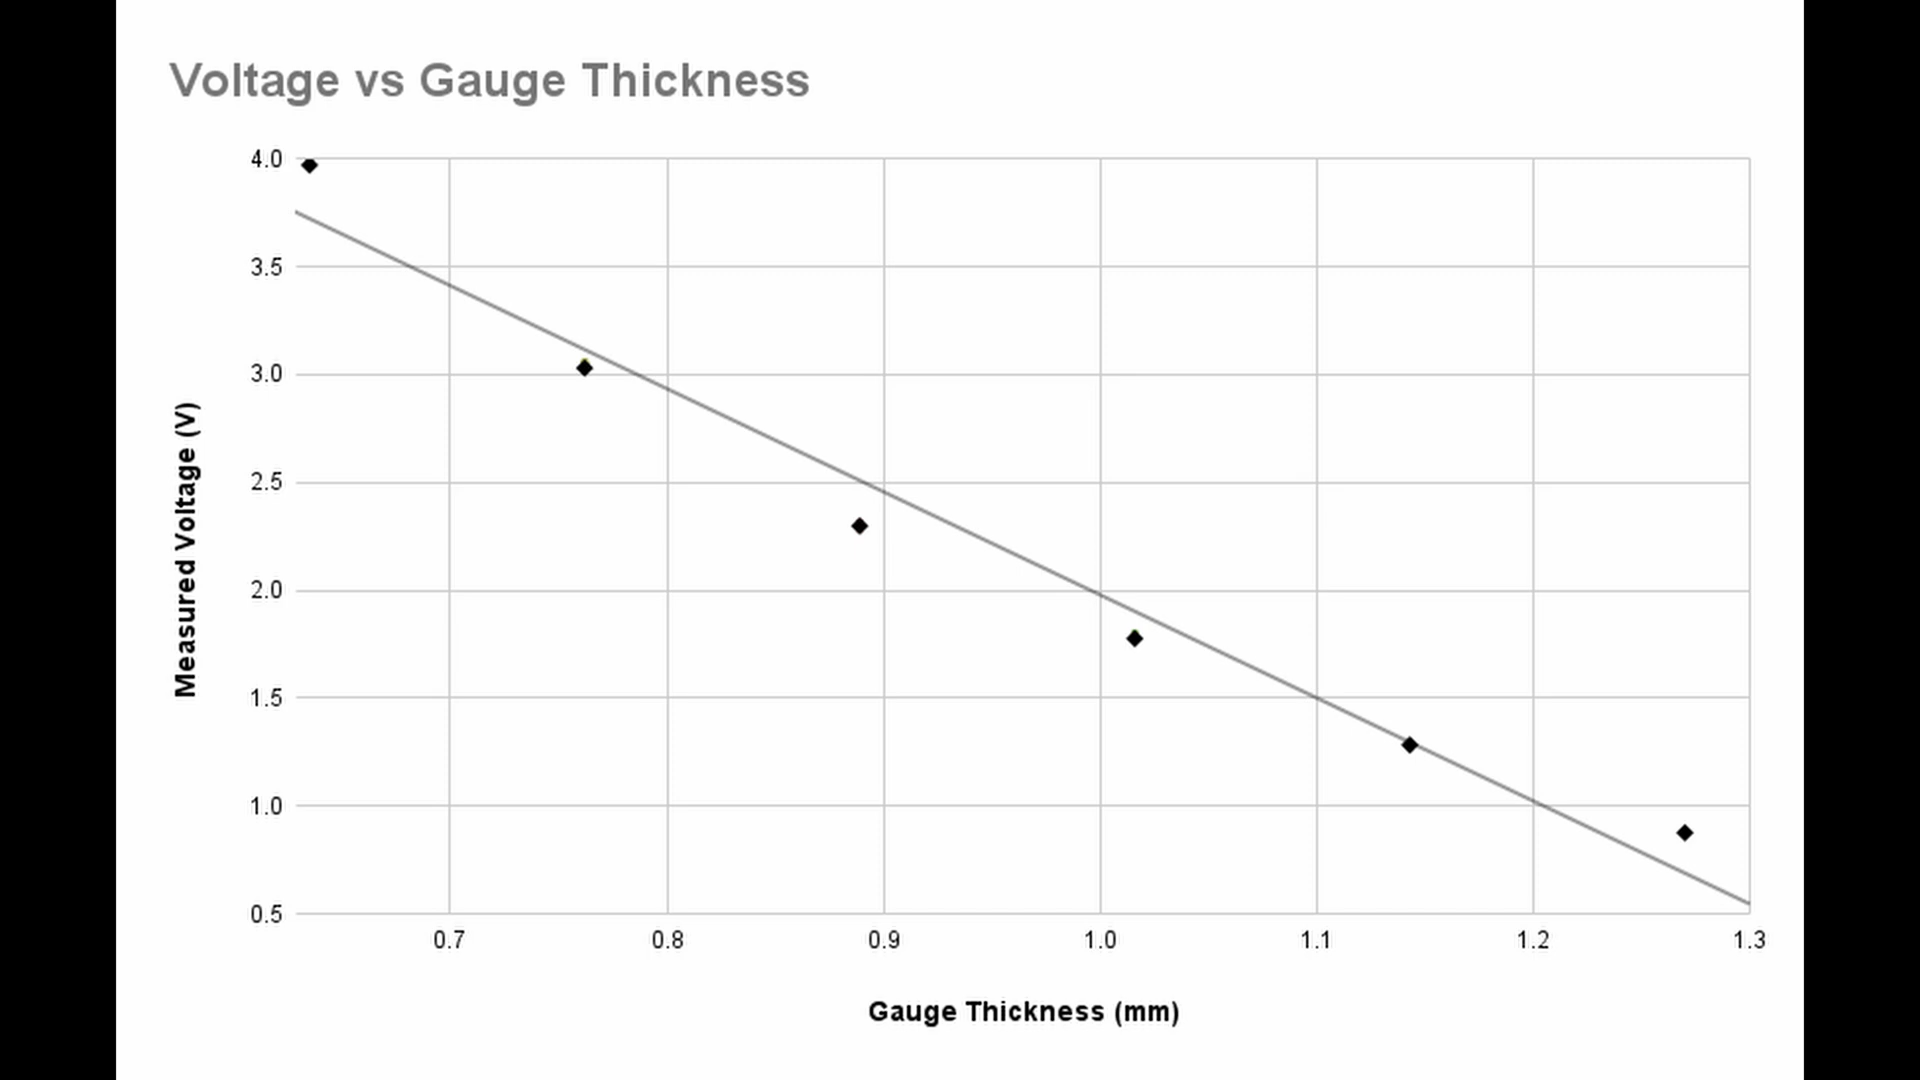 Voltage vs Gauge Thickness
4.0
3.5
3.0
2.5
2.0
1.5
1.0
0.5
Measured Voltage (V)
0.7 0.8 0.9 1.0 1.1 1.2 1.3
Gauge Thickness (mm)